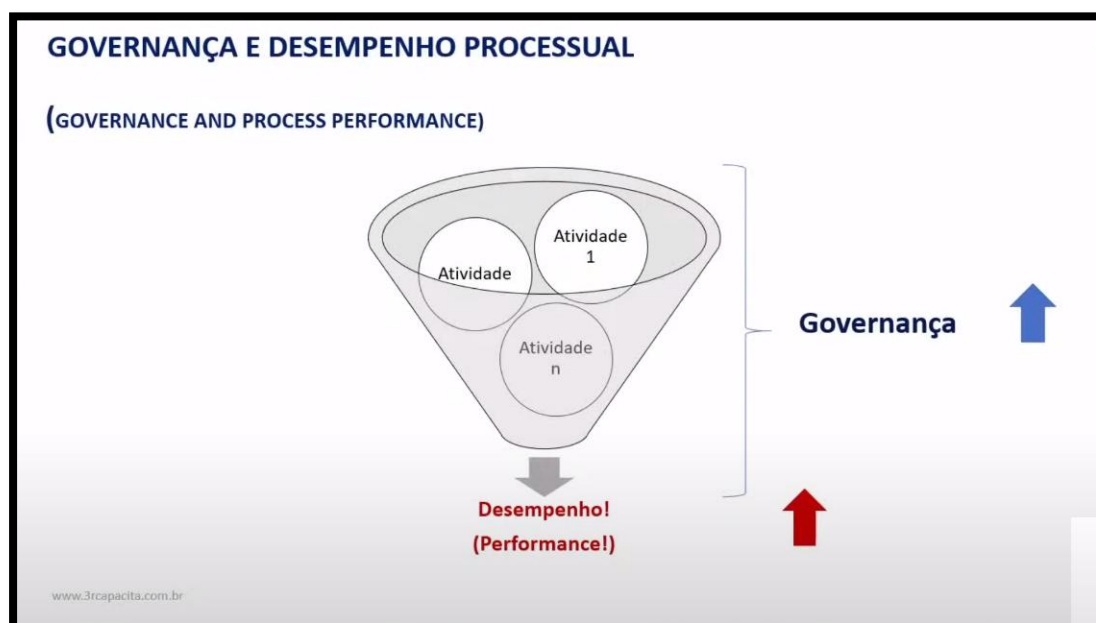 GOVERNANÇA E DESEMPENHO PROCESSUAL
(GOVERNANCE AND PROCESS PERFORMANCE)
Atividade
1
Atividade
Atividade
n
Governança
Desempenho!
(Performance!)
www.3rcapacita.com.br